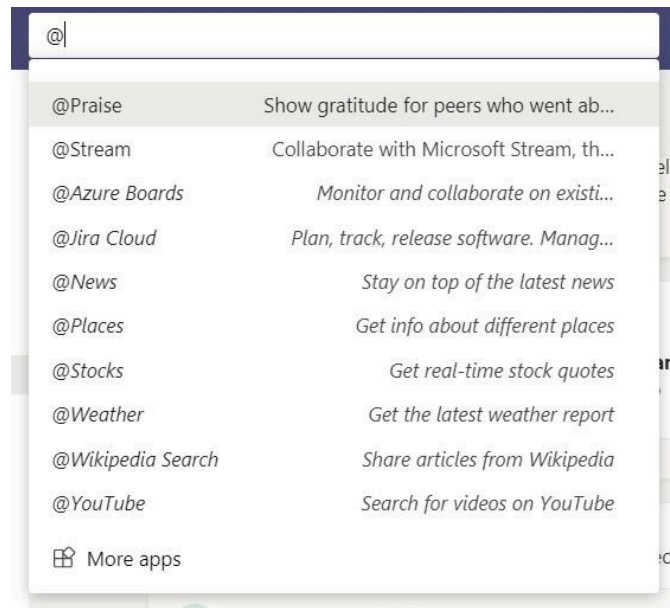 @
@Praise Show gratitude for peers who went ab...
@Stream Collaborate with Microsoft Stream, th...
@Azure Boards Monitor and collaborate on existi...
@Jira Cloud Plan, track, release software. Manag...
@News Stay on top of the latest news
@Places Get info about different places
@Stocks Get real-time stock quotes
@Weather Get the latest weather report
@Wikipedia Search Share articles from Wikipedia
@YouTube Search for videos on YouTube
More apps